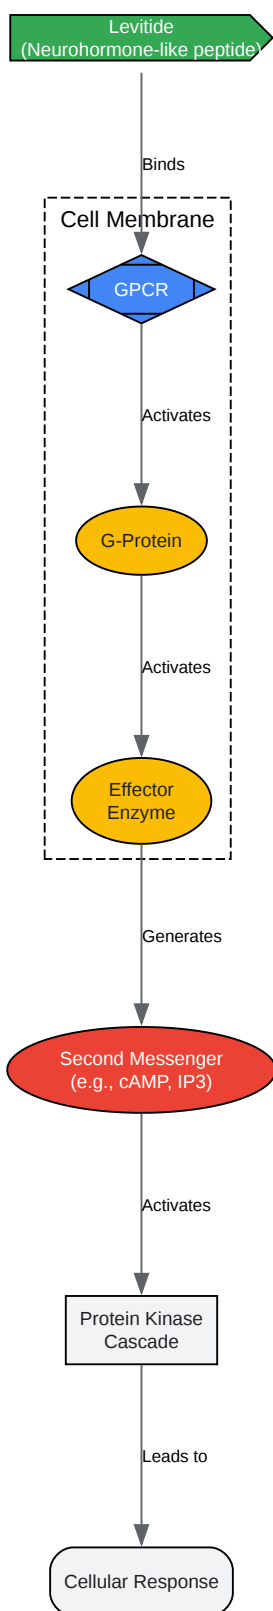 Levitide
(Neurohormone-like peptide)
Binds
Cell Membrane
GPCR
Activates
G-Protein
Activates
Effector
Enzyme
Generates
Second Messenger
(e.g., cAMP, IP3)
Activates
Protein Kinase
Cascade
Leads to
Cellular Response